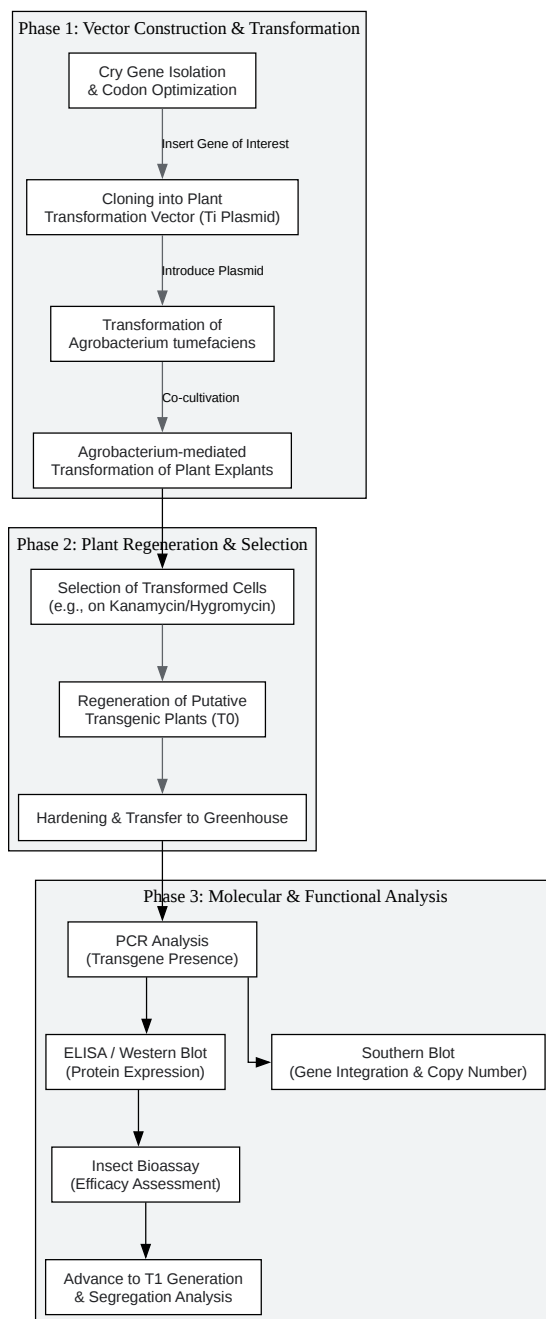 Phase 1: Vector Construction & Transformation
Cry Gene Isolation
& Codon Optimization
Insert Gene of Interest
Cloning into Plant
Transformation Vector (Ti Plasmid)
Introduce Plasmid
Transformation of
Agrobacterium tumefaciens
Co-cultivation
Agrobacterium-mediated
Transformation of Plant Explants
Phase 2: Plant Regeneration & Selection
Selection of Transformed Cells
(e.g., on Kanamycin/Hygromycin)
Regeneration of Putative
Transgenic Plants (T0)
Hardening & Transfer to Greenhouse
Phase 3: Molecular & Functional Analysis
PCR Analysis
(Transgene Presence)
ELISA / Western Blot
(Protein Expression)
Southern Blot
(Gene Integration & Copy Number)
Insect Bioassay
(Efficacy Assessment)
Advance to T1 Generation
& Segregation Analysis